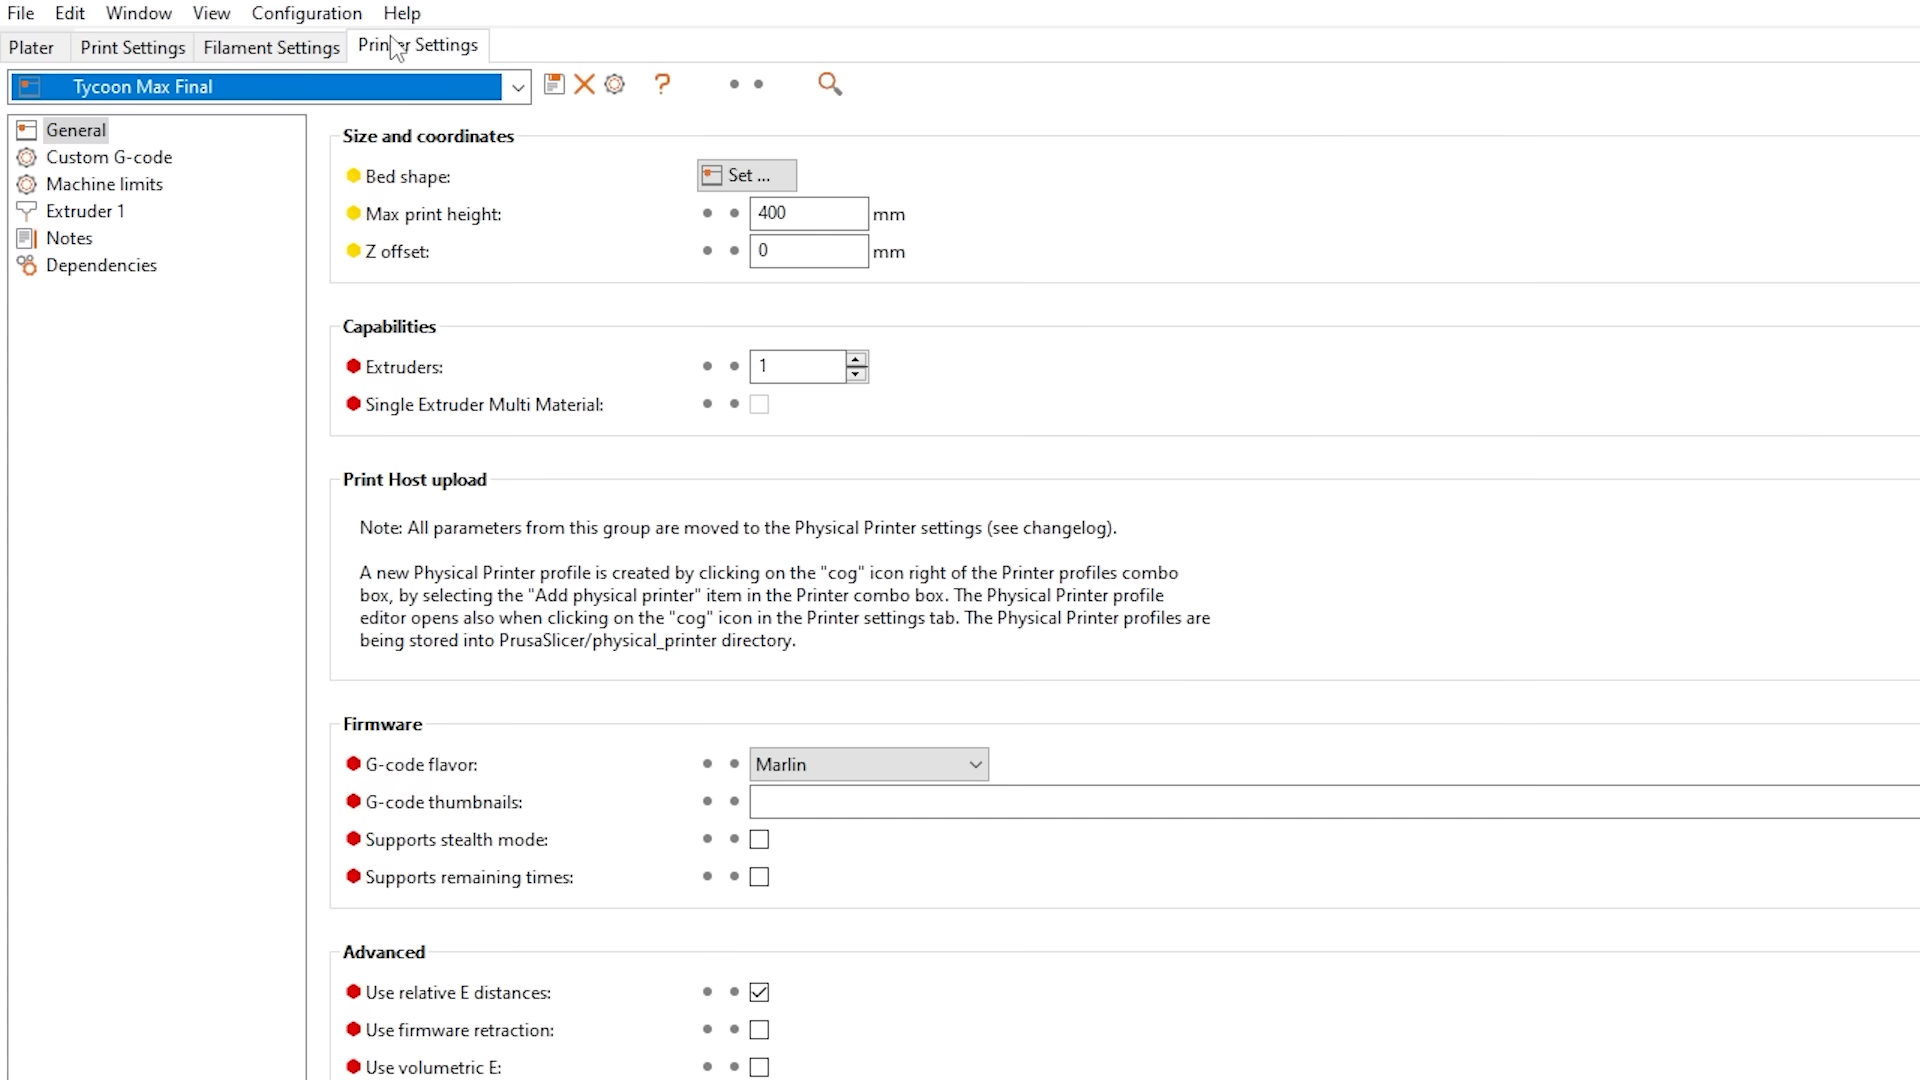 File Edit Window View Configuration Help
Plater Print Settings Filament Settings Printer Settings
Tycoon Max Final ?
General
Custom G-code
Machine limits
Extruder 1
Notes
Dependencies
Size and coordinates
Bed shape: Set ...
Max print height: 400 mm
Z offset: 0 mm
Capabilities
Extruders: 1
Single Extruder Multi Material:
Print Host upload
Note: All parameters from this group are moved to the Physical Printer settings (see changelog).
A new Physical Printer profile is created by clicking on the "cog" icon right of the Printer profiles combo
box, by selecting the "Add physical printer" item in the Printer combo box. The Physical Printer profile
editor opens also when clicking on the "cog" icon in the Printer settings tab. The Physical Printer profiles are
being stored into PrusaSlicer/physical_printer directory.
Firmware
G-code flavor: Marlin
G-code thumbnails:
Supports stealth mode:
Supports remaining times:
Advanced
Use relative E distances:
Use firmware retraction:
Use volumetric E: